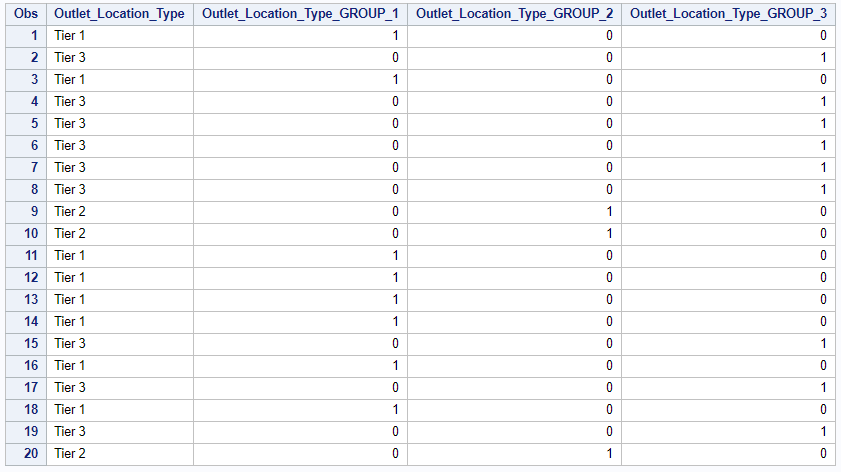 Obs Outlet_Location_Type Outlet_Location_Type_GROUP_1 Outlet_Location_Type_GROUP_2 Outlet_Location_Type_GROUP_3
1 Tier 1 1 0 0
2 Tier 3 0 0 1
3 Tier 1 1 0 0
4 Tier 3 0 0 1
5 Tier 3 0 0 1
6 Tier 3 0 0 1
7 Tier 3 0 0 1
8 Tier 3 0 0 1
9 Tier 2 0 1 0
10 Tier 2 0 1 0
11 Tier 1 1 0 0
12 Tier 1 1 0 0
13 Tier 1 1 0 0
14 Tier 1 1 0 0
15 Tier 3 0 0 1
16 Tier 1 1 0 0
17 Tier 3 0 0 1
18 Tier 1 1 0 0
19 Tier 3 0 0 1
20 Tier 2 0 1 0